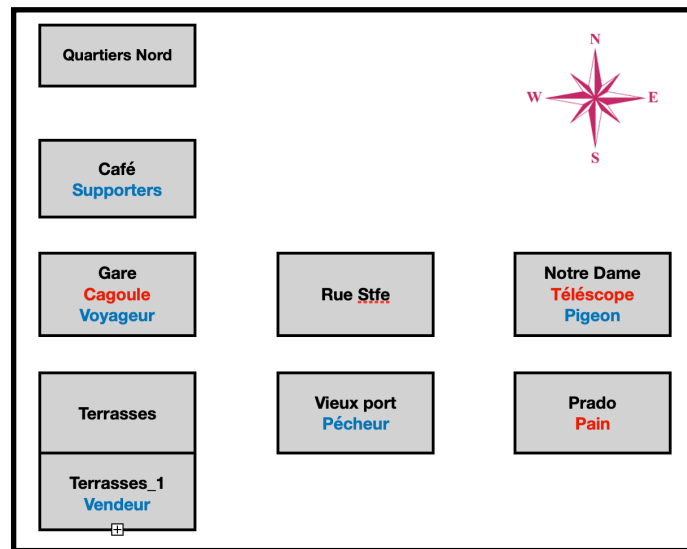 Quartiers Nord
N
W
E
S
Café
Supporters
Gare
Cagoule
Voyageur
Rue Stfe
Notre Dame
Téléscope
Pigeon
Terrasses
Vieux port
Pécheur
Prado
Pain
Terrasses_1
Vendeur